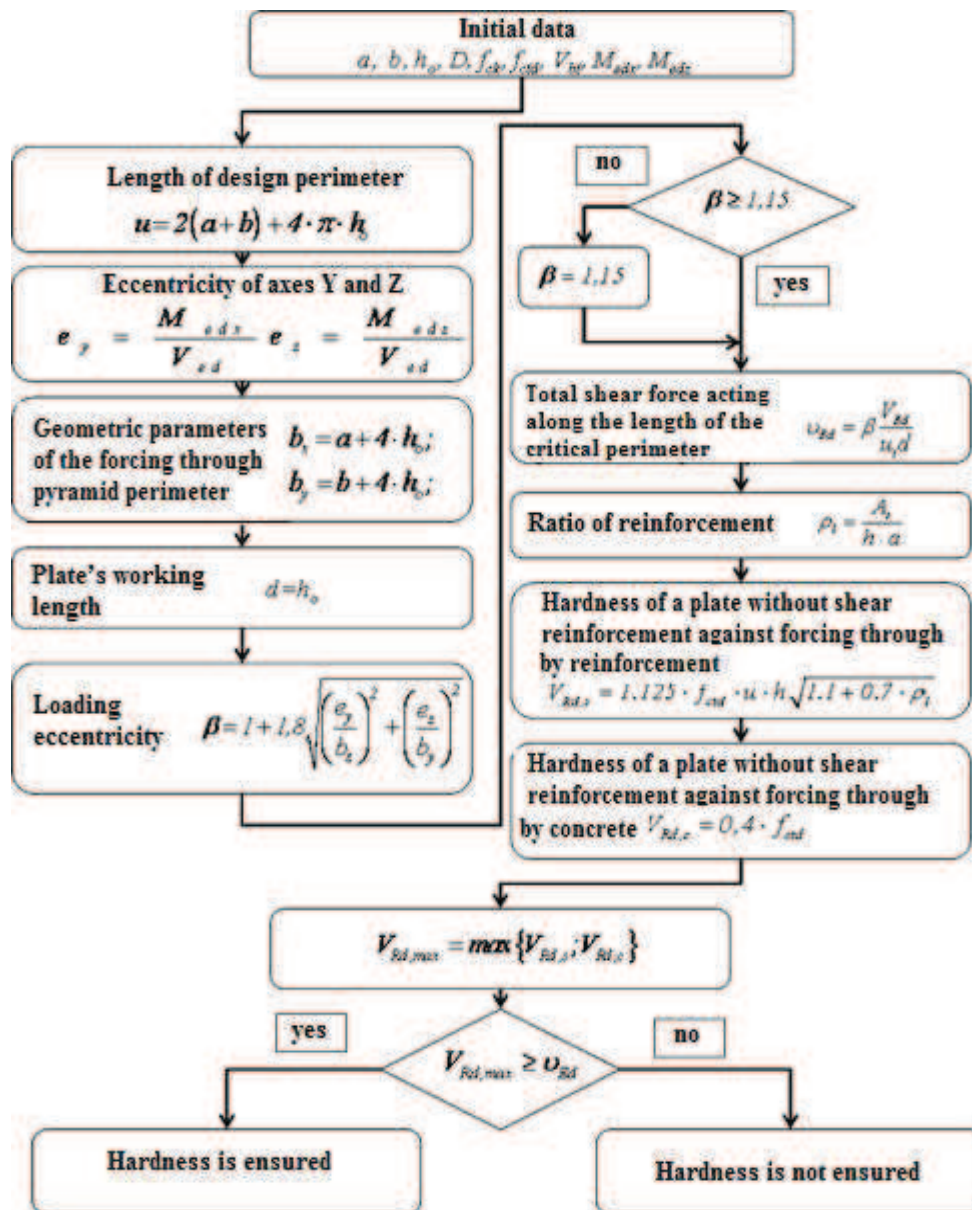 Initial data
a, b, h₀, D, f_ck, f_ctd, V_Ed, M_edx, M_edz
Length of design perimeter
u=2(a+b)+4·π·h₀
Eccentricity of axes Y and Z
e_y = M_edx / V_ed e_z = M_edz / V_ed
Geometric parameters
of the forcing through
pyramid perimeter
b_x=a+4·h₀;
b_y=b+4·h₀;
Plate's working
length
d=h₀
Loading
eccentricity
β=1+1,8√((e_y/b_x)²+(e_z/b_y)²)
no
β≥1,15
β=1,15
yes
Total shear force acting
along the length of the
critical perimeter
υ_Ed = β V_Ed / u_i d
Ratio of reinforcement
ρ_l = A_s / h·a
Hardness of a plate without shear
reinforcement against forcing through
by reinforcement
V_Rd,s = 1.125·f_ctd·u·h√(1.1+0.7·ρ_l)
Hardness of a plate without shear
reinforcement against forcing through
by concrete V_Rd,c = 0,4·f_ctd
V_Rd,max = max{V_Rd,s;V_Rd,c}
yes
V_Rd,max ≥ υ_Ed
no
Hardness is ensured
Hardness is not ensured